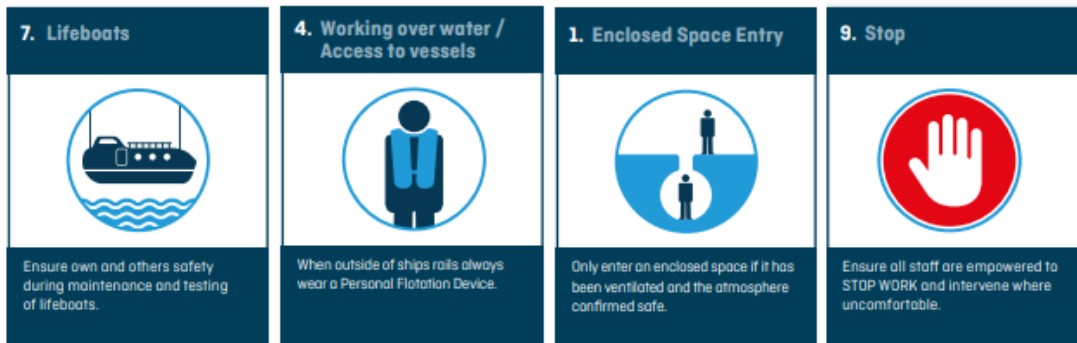 7. Lifeboats
Ensure own and others safety
during maintenance and testing
of lifeboats.
4. Working over water /
Access to vessels
When outside of ships rails always
wear a Personal Flotation Device.
1. Enclosed Space Entry
Only enter an enclosed space if it has
been ventilated and the atmosphere
confirmed safe.
9. Stop
Ensure all staff are empowered to
STOP WORK and intervene where
uncomfortable.